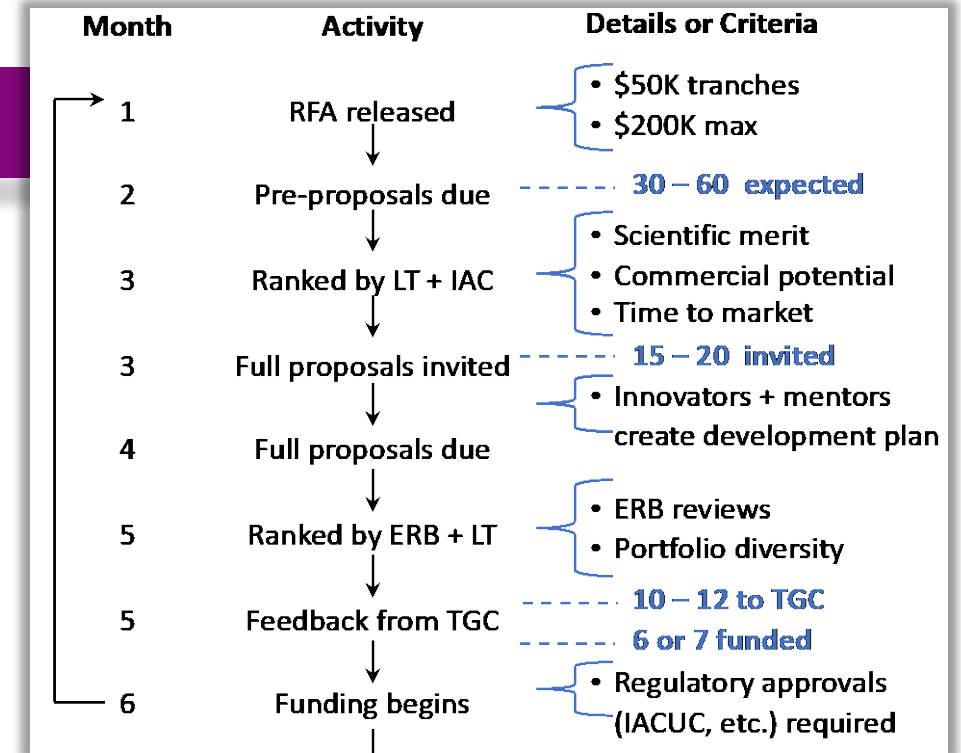 Month Activity Details or Criteria
• $50K tranches
1 RFA released
• $200K max
2 Pre-proposals due 30 – 60 expected
• Scientific merit
3 Ranked by LT + IAC • Commercial potential
• Time to market
3 Full proposals invited 15 – 20 invited
• Innovators + mentors
create development plan
4 Full proposals due
• ERB reviews
5 Ranked by ERB + LT
• Portfolio diversity
10 – 12 to TGC
5 Feedback from TGC
6 or 7 funded
• Regulatory approvals
6 Funding begins
(IACUC, etc.) required